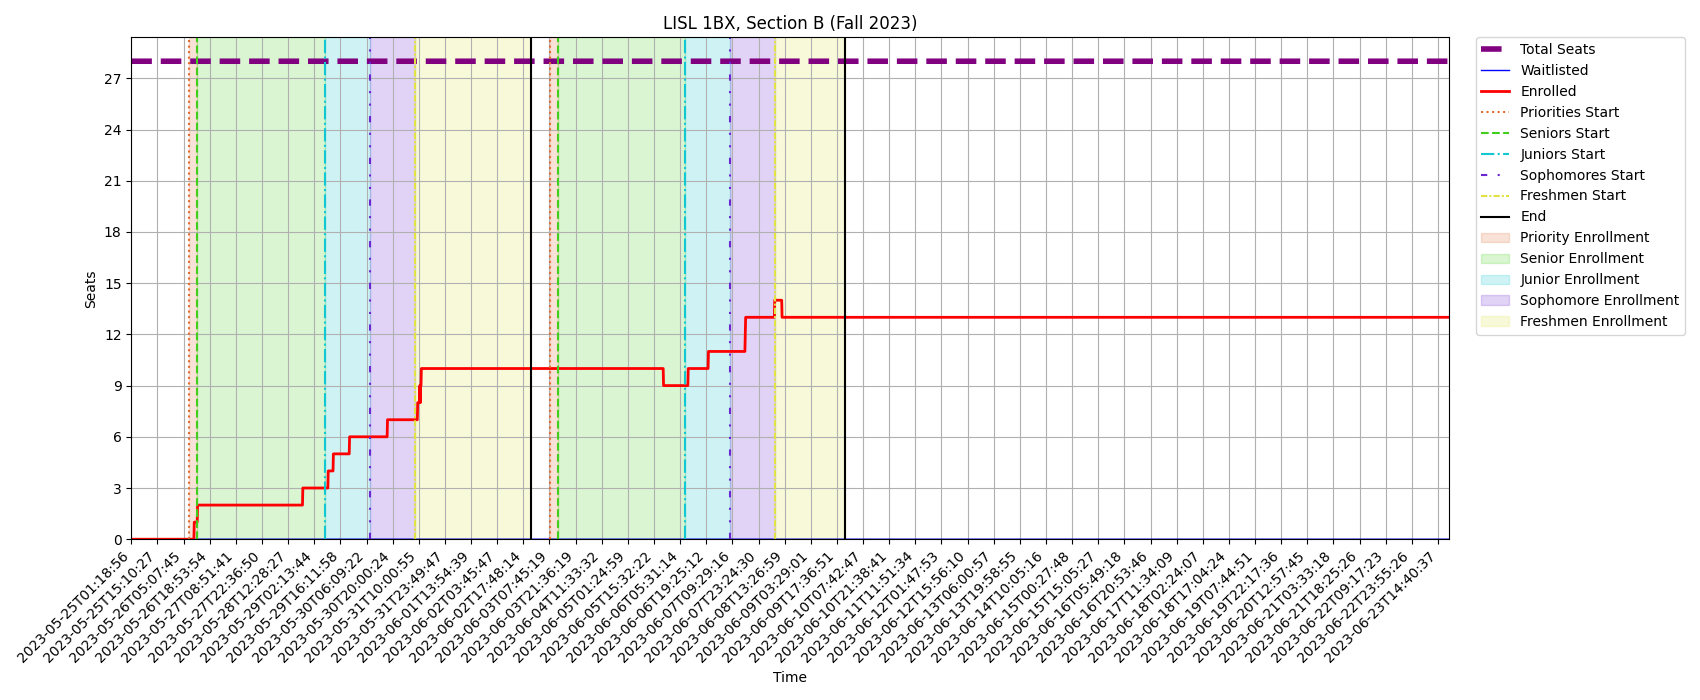 LISL 1BX, Section B (Fall 2023)
Seats
27
24
21
18
15
12
9
6
3
0
2023-05-25T01:18:56
2023-05-25T15:10:27
2023-05-26T05:07:45
2023-05-26T18:53:54
2023-05-27T08:51:41
2023-05-27T22:36:50
2023-05-28T12:28:27
2023-05-29T02:13:44
2023-05-29T16:11:58
2023-05-30T06:09:22
2023-05-30T20:00:24
2023-05-31T10:00:55
2023-05-31T23:49:47
2023-06-01T13:54:39
2023-06-02T03:45:47
2023-06-02T17:48:14
2023-06-03T07:45:19
2023-06-03T21:36:19
2023-06-04T11:33:32
2023-06-05T01:24:59
2023-06-05T15:32:22
2023-06-06T05:31:14
2023-06-06T19:25:12
2023-06-07T09:29:16
2023-06-07T23:24:30
2023-06-08T13:26:59
2023-06-09T03:29:01
2023-06-09T17:36:51
2023-06-10T07:42:47
2023-06-10T21:38:41
2023-06-11T11:51:34
2023-06-12T01:47:53
2023-06-12T15:56:10
2023-06-13T06:00:57
2023-06-13T19:58:55
2023-06-14T10:05:16
2023-06-15T00:27:48
2023-06-15T15:05:27
2023-06-16T05:49:18
2023-06-16T20:53:46
2023-06-17T11:34:09
2023-06-18T02:24:07
2023-06-18T17:04:24
2023-06-19T07:44:51
2023-06-19T22:17:36
2023-06-20T12:57:45
2023-06-21T03:33:18
2023-06-21T18:25:26
2023-06-22T09:17:23
2023-06-22T23:55:26
2023-06-23T14:40:37
Time
Total Seats
Waitlisted
Enrolled
Priorities Start
Seniors Start
Juniors Start
Sophomores Start
Freshmen Start
End
Priority Enrollment
Senior Enrollment
Junior Enrollment
Sophomore Enrollment
Freshmen Enrollment